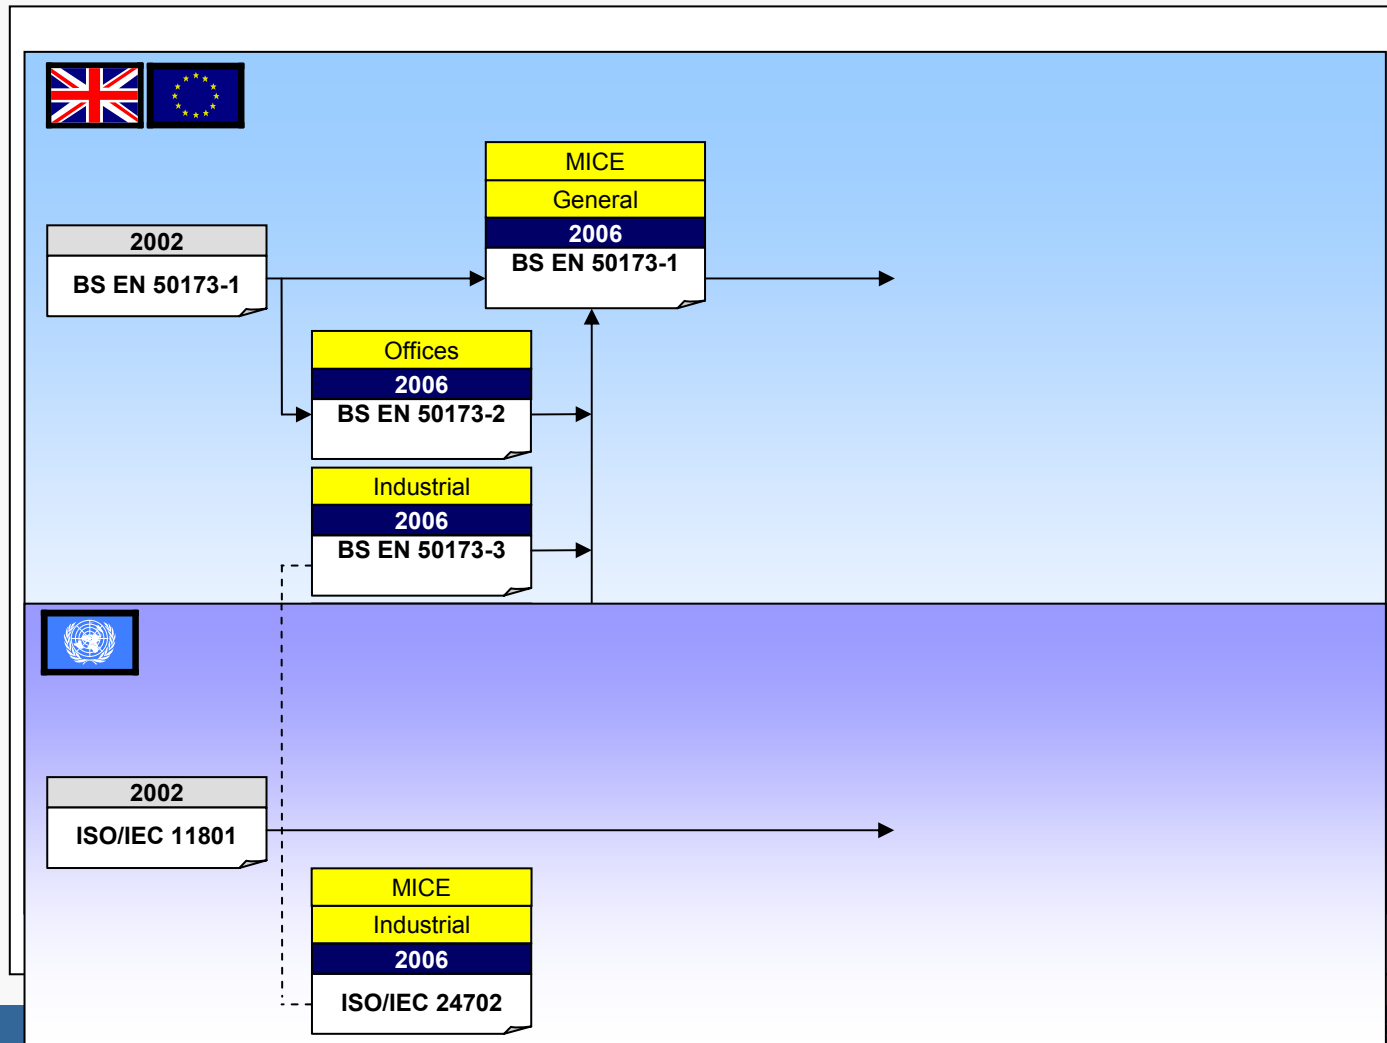 MICE
General
2006
BS EN 50173-1
2002
BS EN 50173-1
Offices
2006
BS EN 50173-2
Industrial
2006
BS EN 50173-3
2002
ISO/IEC 11801
MICE
Industrial
2006
ISO/IEC 24702